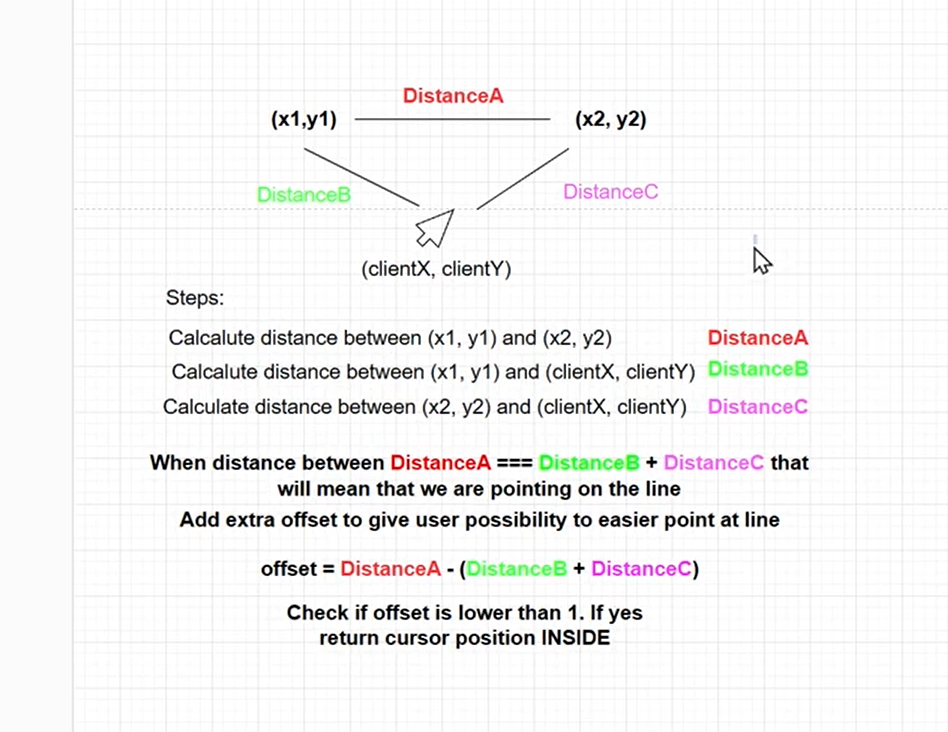 DistanceA
(x1,y1)
(x2, y2)
DistanceB
DistanceC
(clientX, clientY)
Steps:
Calcalute distance between (x1, y1) and (x2, y2) DistanceA
Calcalute distance between (x1, y1) and (clientX, clientY) DistanceB
Calculate distance between (x2, y2) and (clientX, clientY) DistanceC
When distance between DistanceA === DistanceB + DistanceC that
will mean that we are pointing on the line
Add extra offset to give user possibility to easier point at line
offset = DistanceA - (DistanceB + DistanceC)
Check if offset is lower than 1. If yes
return cursor position INSIDE